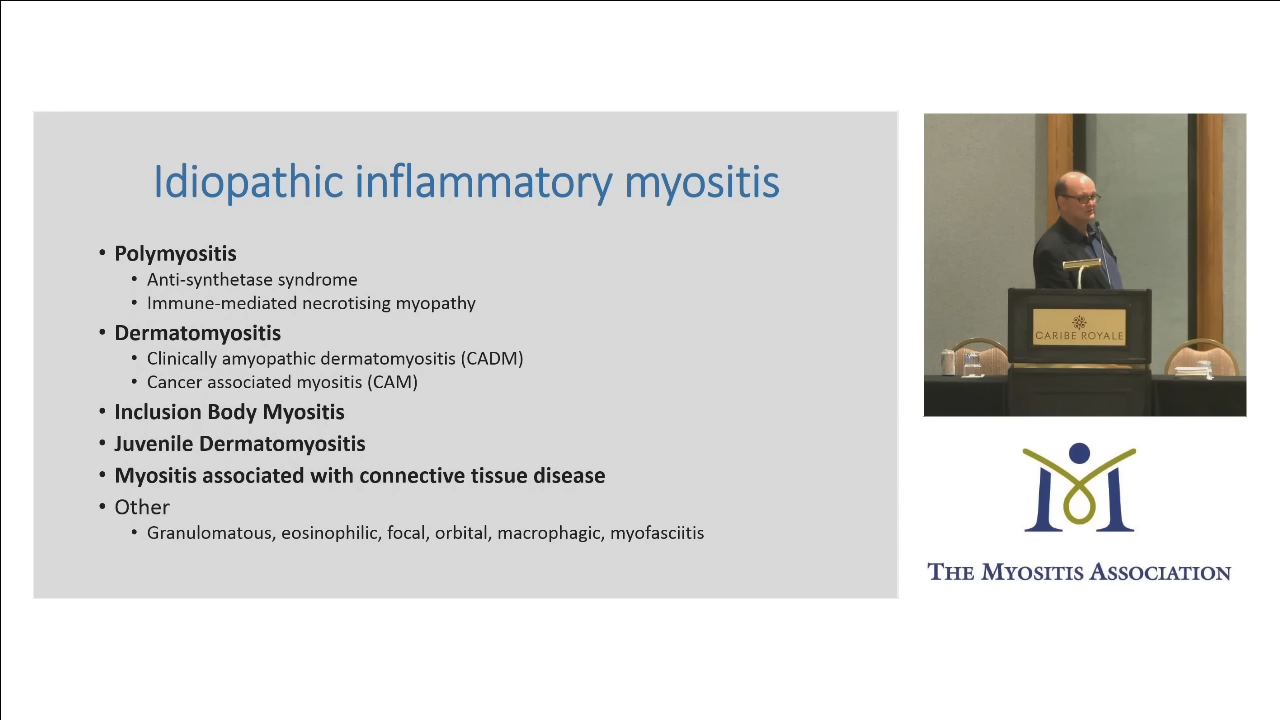 Idiopathic inflammatory myositis
• Polymyositis
• Anti-synthetase syndrome
• Immune-mediated necrotising myopathy
• Dermatomyositis
• Clinically amyopathic dermatomyositis (CADM)
• Cancer associated myositis (CAM)
• Inclusion Body Myositis
• Juvenile Dermatomyositis
• Myositis associated with connective tissue disease
• Other
• Granulomatous, eosinophilic, focal, orbital, macrophagic, myofasciitis
CARIBE ROYALE
THE MYOSITIS ASSOCIATION